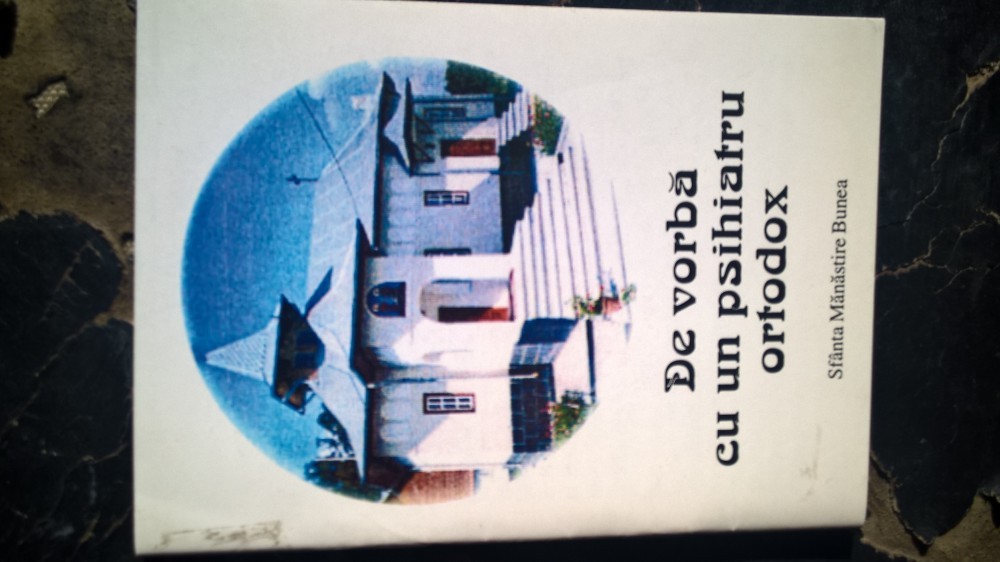 De vorbă
cu un psihiatru
ortodox
Sfânta Mănăstire Bunea